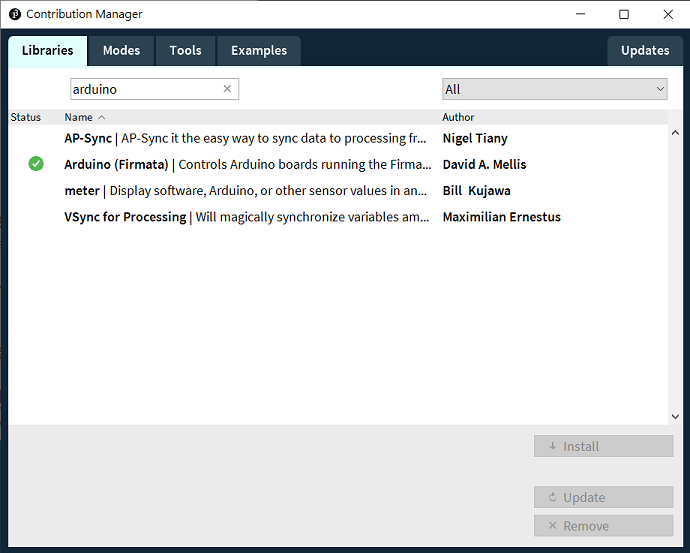 Contribution Manager
Libraries Modes Tools Examples Updates
arduino All
Status Name Author
AP-Sync | AP-Sync it the easy way to sync data to processing fr... Nigel Tiany
Arduino (Firmata) | Controls Arduino boards running the Firma... David A. Mellis
meter | Display software, Arduino, or other sensor values in an... Bill Kujawa
VSync for Processing | Will magically synchronize variables am... Maximilian Ernestus
Install
Update
Remove